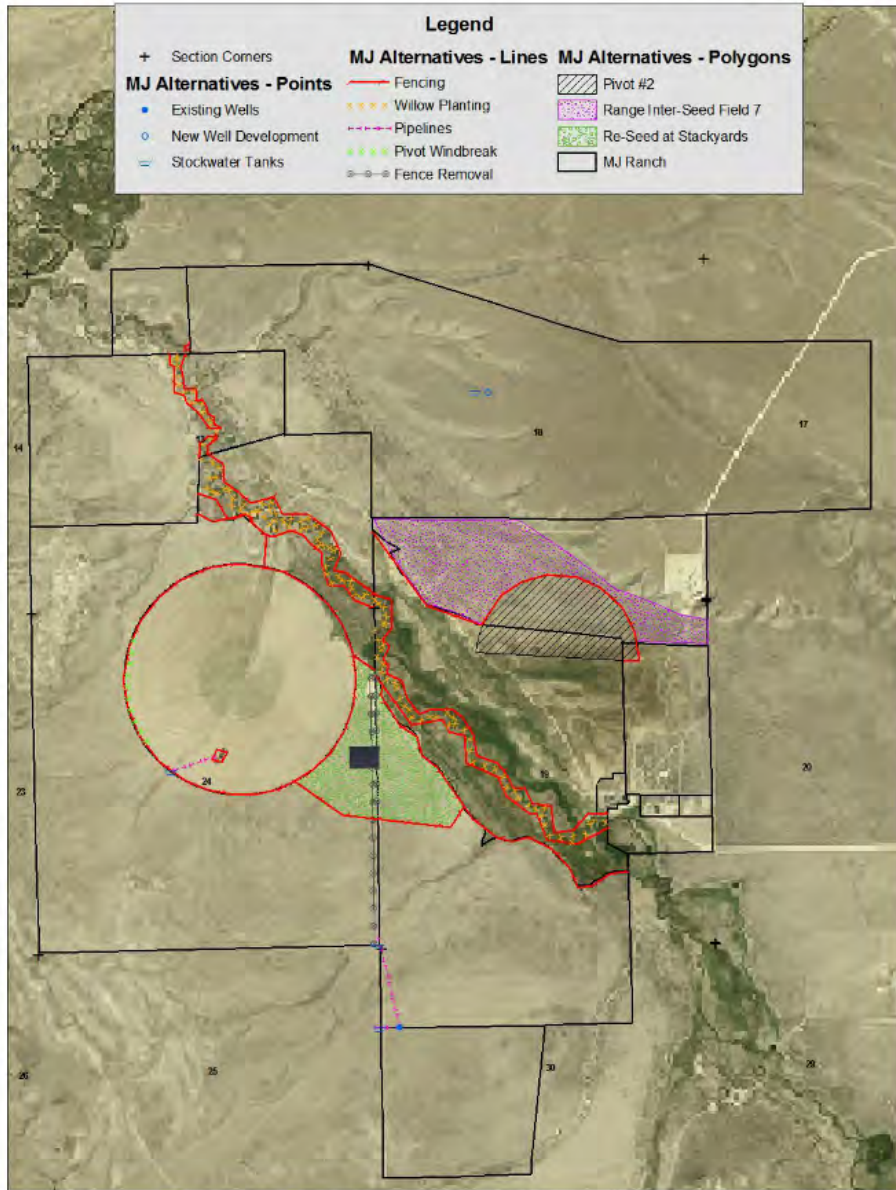 Legend
Section Corners
MJ Alternatives - Points
Existing Wells
New Well Development
Stockwater Tanks
MJ Alternatives - Lines
Fencing
Willow Planting
Pipelines
Pivot Windbreak
Fence Removal
MJ Alternatives - Polygons
Pivot #2
Range Inter-Seed Field 7
Re-Seed at Stackyards
MJ Ranch
11
14
13
18
17
23
24
19
20
26
25
30
29